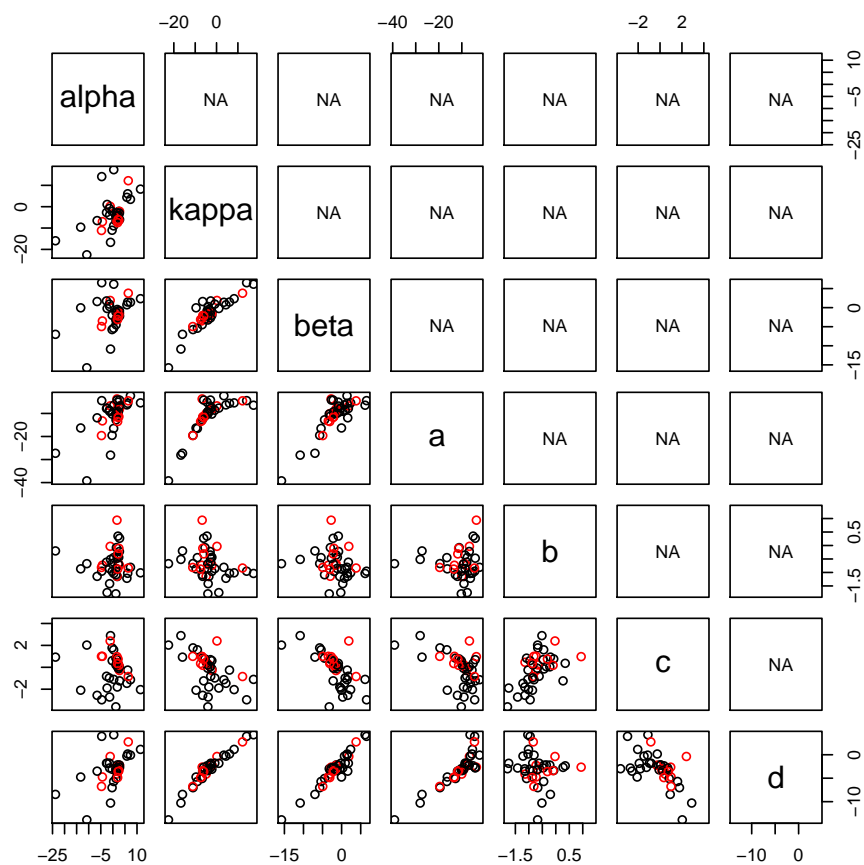 −20 0 −40 −20 −2 2
alpha NA NA NA NA NA NA −25 −5 10
−20 0 kappa NA NA NA NA NA
beta NA NA NA NA −15 0
−40 −20 a NA NA NA
b NA NA −1.5 0.5
−2 2 c NA
d −10 0
−25 −5 10 −15 0 −1.5 0.5 −10 0